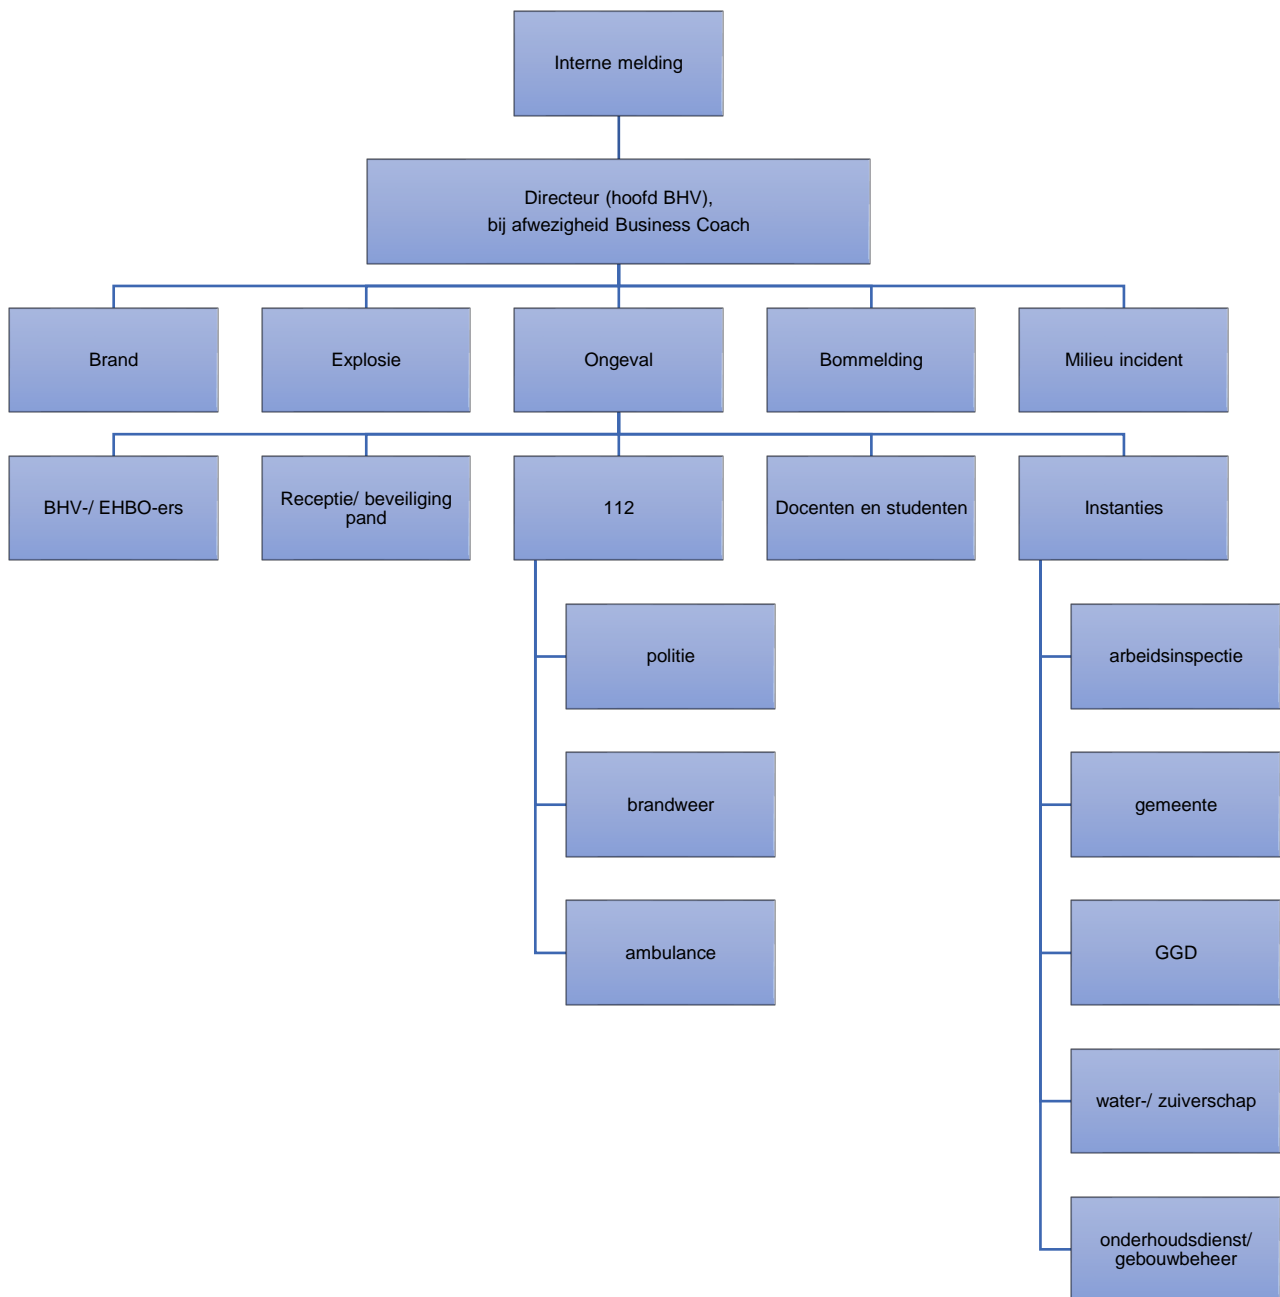 Interne melding
Directeur (hoofd BHV),
bij afwezigheid Business Coach
Brand
Explosie
Ongeval
Bommelding
Milieu incident
BHV-/ EHBO-ers
Receptie/ beveiliging
pand
112
Docenten en studenten
Instanties
politie
arbeidsinspectie
brandweer
gemeente
ambulance
GGD
water-/ zuiverschap
onderhoudsdienst/
gebouwbeheer